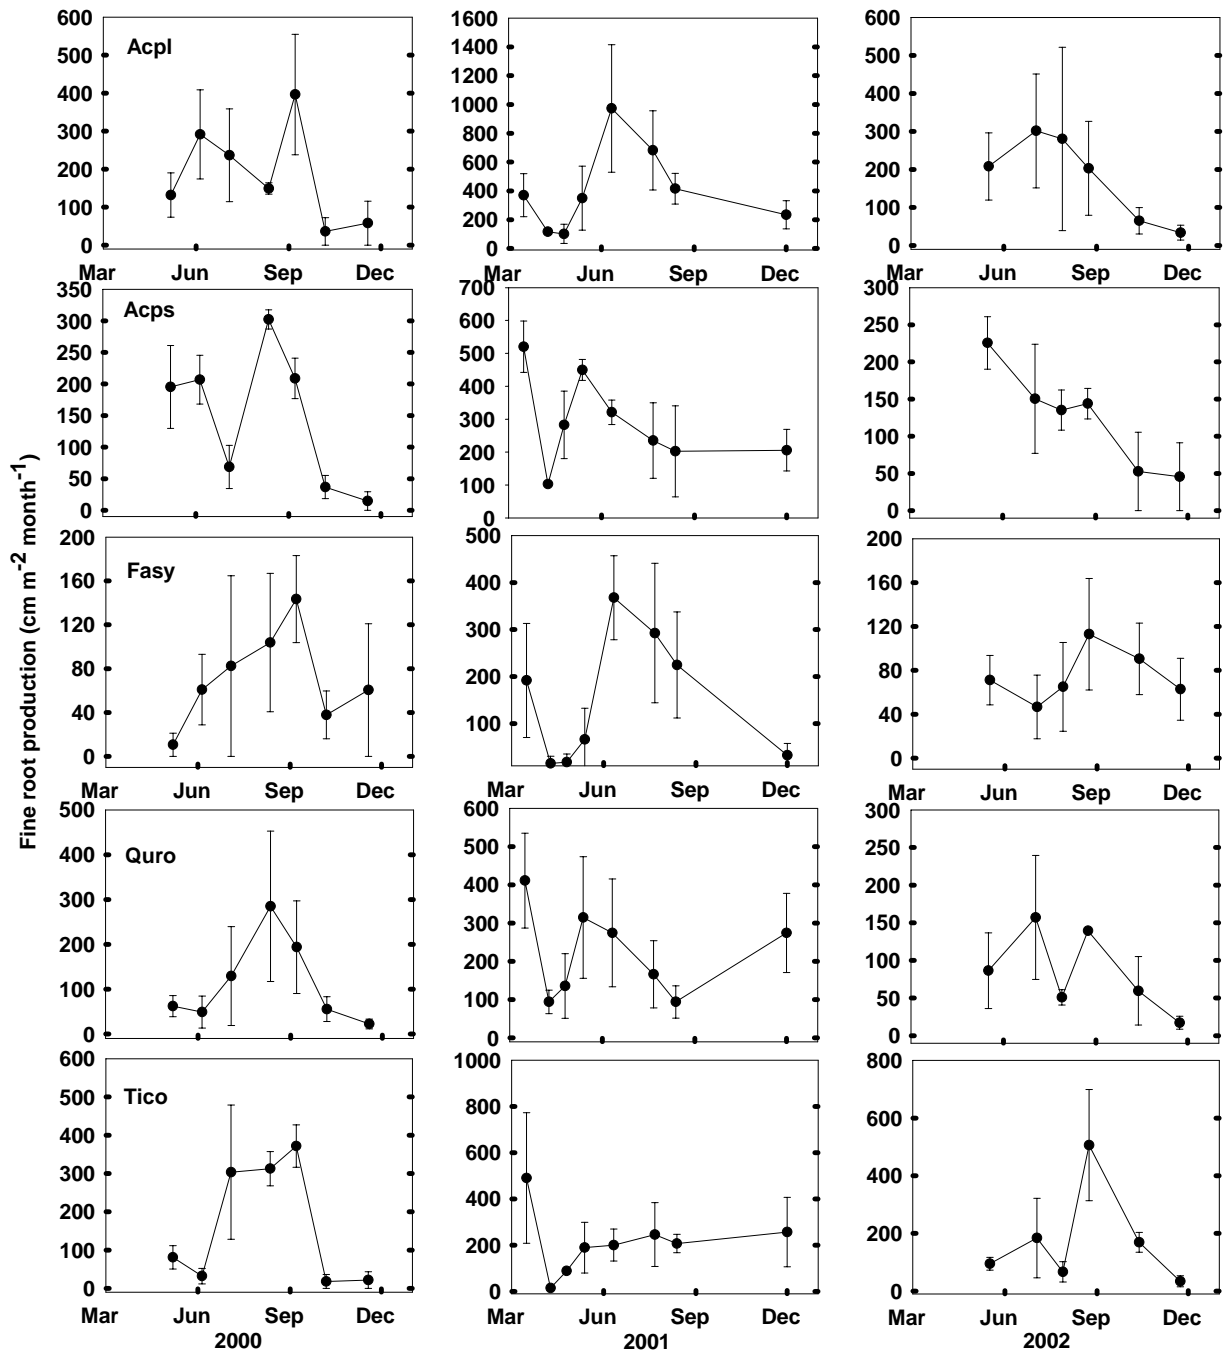 Fine root production (cm m⁻² month⁻¹)
600 500 400 300 200 100 0
Acpl
Mar Jun Sep Dec
1600 1400 1200 1000 800 600 400 200 0
Mar Jun Sep Dec
600 500 400 300 200 100 0
Mar Jun Sep Dec
350 300 250 200 150 100 50 0
Acps
700 600 500 400 300 200 100 0
300 250 200 150 100 50 0
200 160 120 80 40 0
Fasy
Mar Jun Sep Dec
500 400 300 200 100
Mar Jun Sep Dec
200 160 120 80 40 0
Mar Jun Sep Dec
500 400 300 200 100 0
Quro
600 500 400 300 200 100 0
300 250 200 150 100 50 0
600 500 400 300 200 100 0
Tico
Mar Jun Sep Dec
2000
1000 800 600 400 200 0
Mar Jun Sep Dec
2001
800 600 400 200 0
Mar Jun Sep Dec
2002